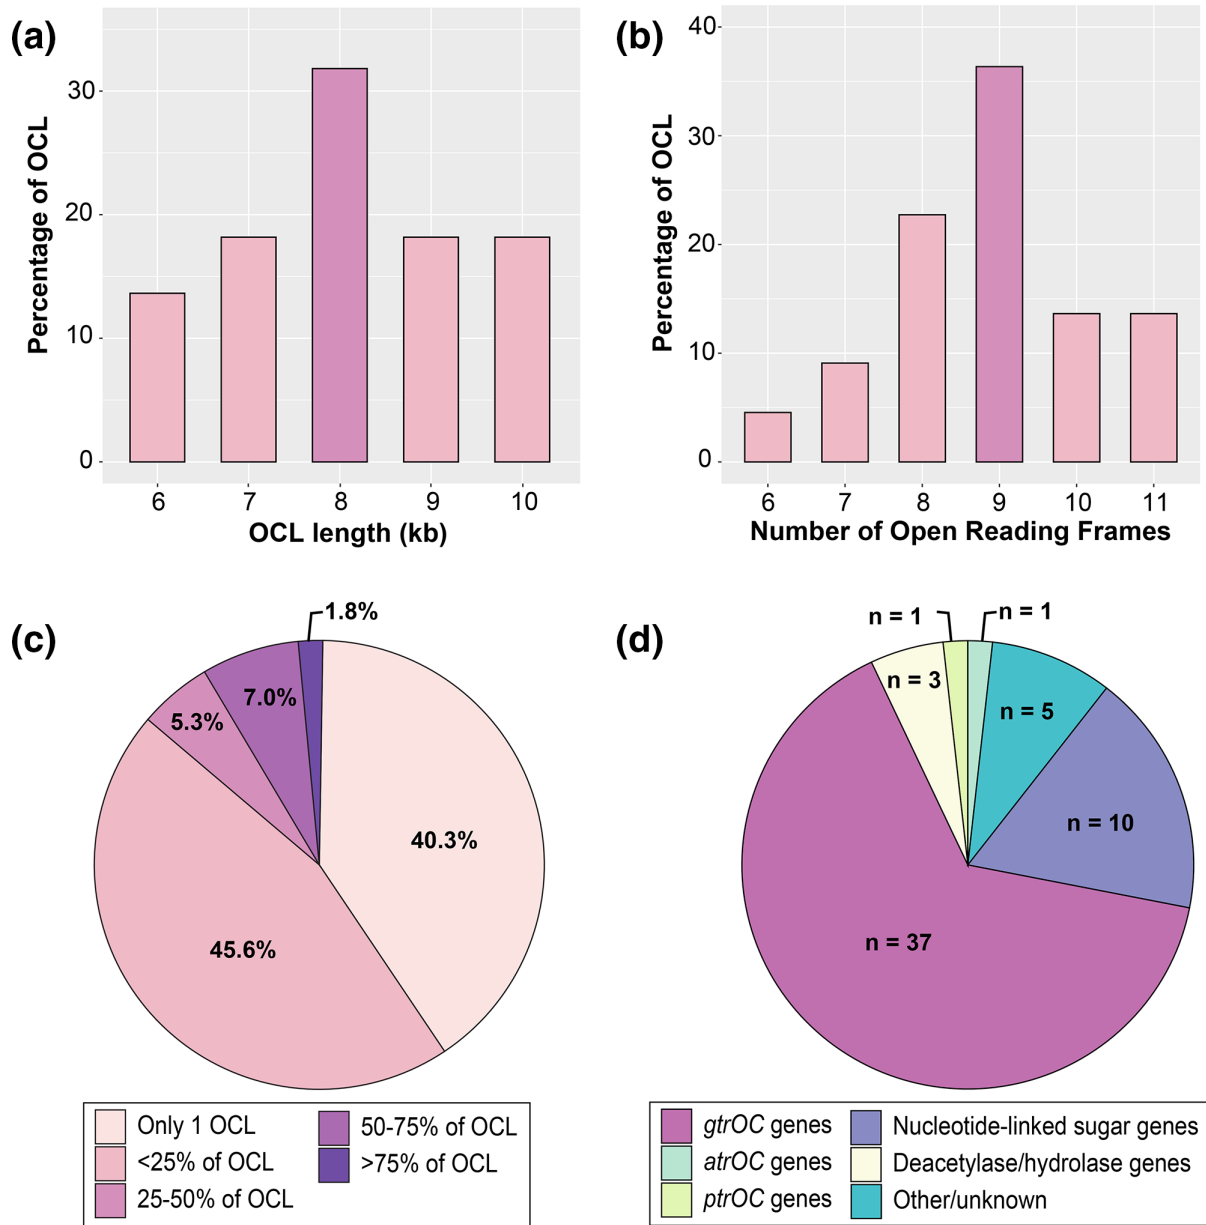 (a)
Percentage of OCL
30
20
10
0
6 7 8 9 10
OCL length (kb)
(b)
Percentage of OCL
40
30
20
10
0
6 7 8 9 10 11
Number of Open Reading Frames
(c)
1.8%
7.0%
5.3%
40.3%
45.6%
Only 1 OCL
<25% of OCL
25-50% of OCL
50-75% of OCL
>75% of OCL
(d)
n = 1
n = 1
n = 3
n = 5
n = 10
n = 37
gtrOC genes
atrOC genes
ptrOC genes
Nucleotide-linked sugar genes
Deacetylase/hydrolase genes
Other/unknown